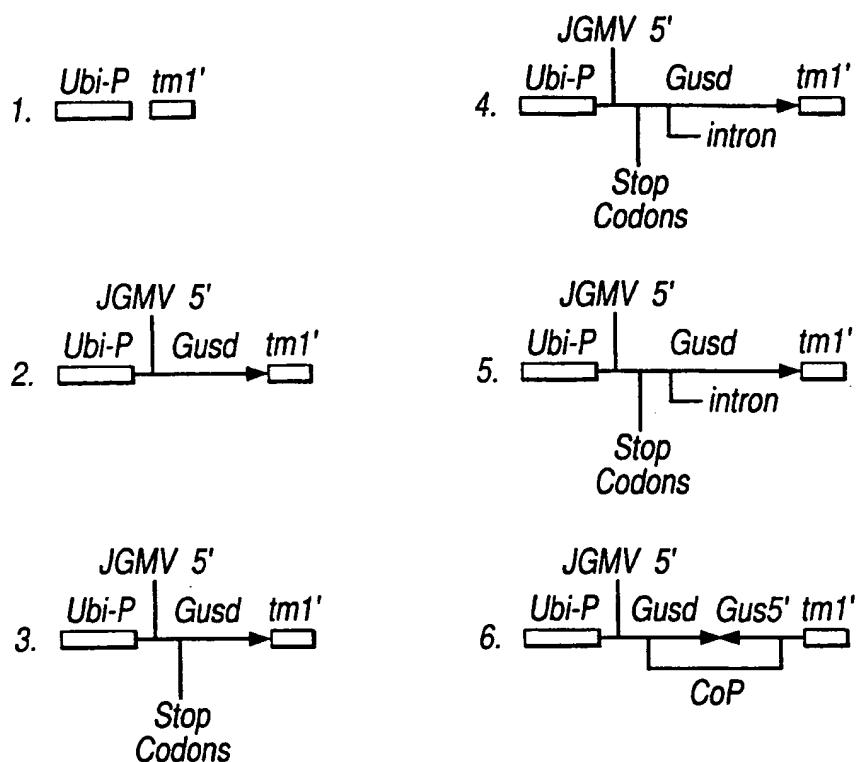 1.
Ubi-P tm1'
2.
JGMV 5'
Ubi-P Gusd tm1'
3.
JGMV 5'
Ubi-P Gusd tm1'
Stop
Codons
4.
JGMV 5'
Ubi-P Gusd tm1'
intron
Stop
Codons
5.
JGMV 5'
Ubi-P Gusd tm1'
intron
Stop
Codons
6.
JGMV 5'
Ubi-P Gusd Gus5' tm1'
CoP